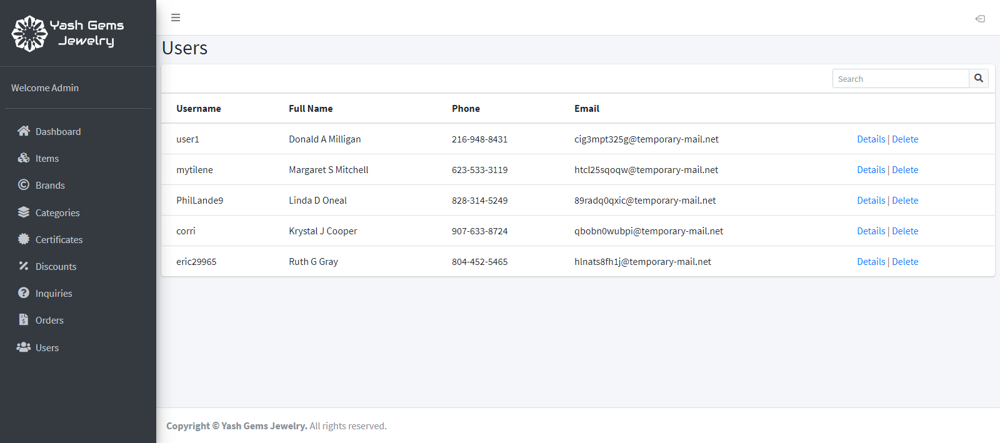 Yash Gems
Jewelry
Welcome Admin
Dashboard
Items
Brands
Categories
Certificates
Discounts
Inquiries
Orders
Users
Users
Search
Username Full Name Phone Email
user1 Donald A Milligan 216-948-8431 cig3mpt325g@temporary-mail.net Details | Delete
mytilene Margaret S Mitchell 623-533-3119 htcl25sqoqw@temporary-mail.net Details | Delete
PhilLande9 Linda D Oneal 828-314-5249 89radq0qxic@temporary-mail.net Details | Delete
corri Krystal J Cooper 907-633-8724 qbobn0wubpi@temporary-mail.net Details | Delete
eric29965 Ruth G Gray 804-452-5465 hlnats8fh1j@temporary-mail.net Details | Delete
Copyright © Yash Gems Jewelry. All rights reserved.